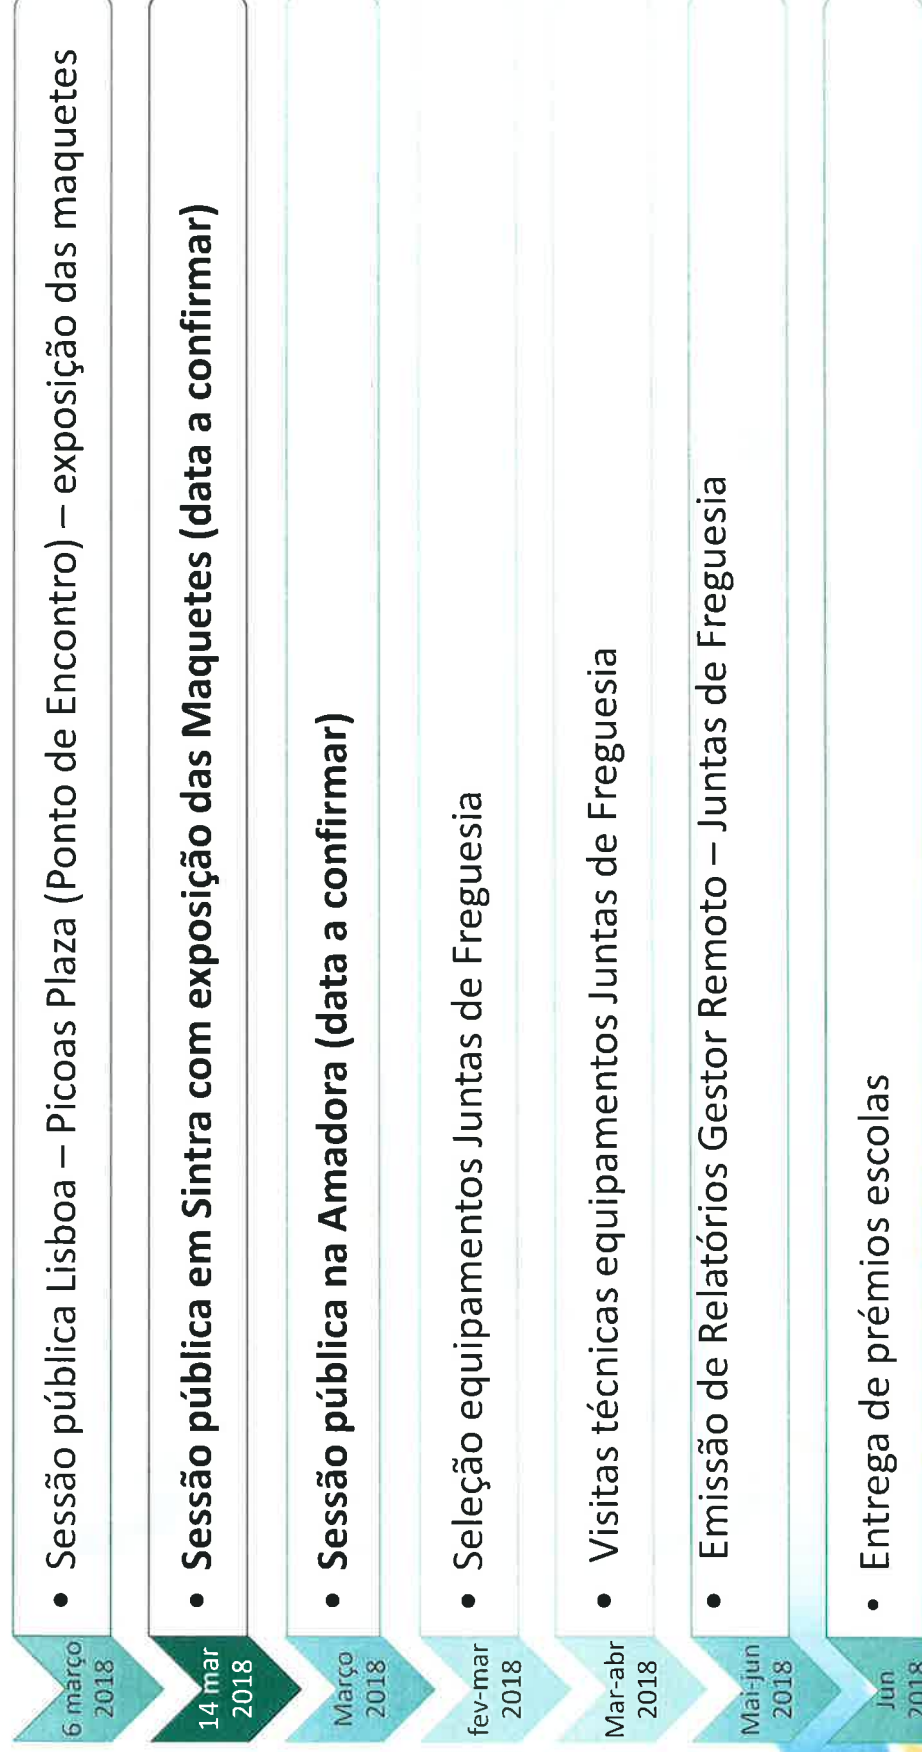 6 março
2018
• Sessão pública Lisboa – Picoas Plaza (Ponto de Encontro) – exposição das maquetes
14 mar
2018
• Sessão pública em Sintra com exposição das Maquetes (data a confirmar)
Março
2018
• Sessão pública na Amadora (data a confirmar)
fev-mar
2018
• Seleção equipamentos Juntas de Freguesia
Mar-abr
2018
• Visitas técnicas equipamentos Juntas de Freguesia
Mai-jun
2018
• Emissão de Relatórios Gestor Remoto – Juntas de Freguesia
Jun
2018
• Entrega de prémios escolas